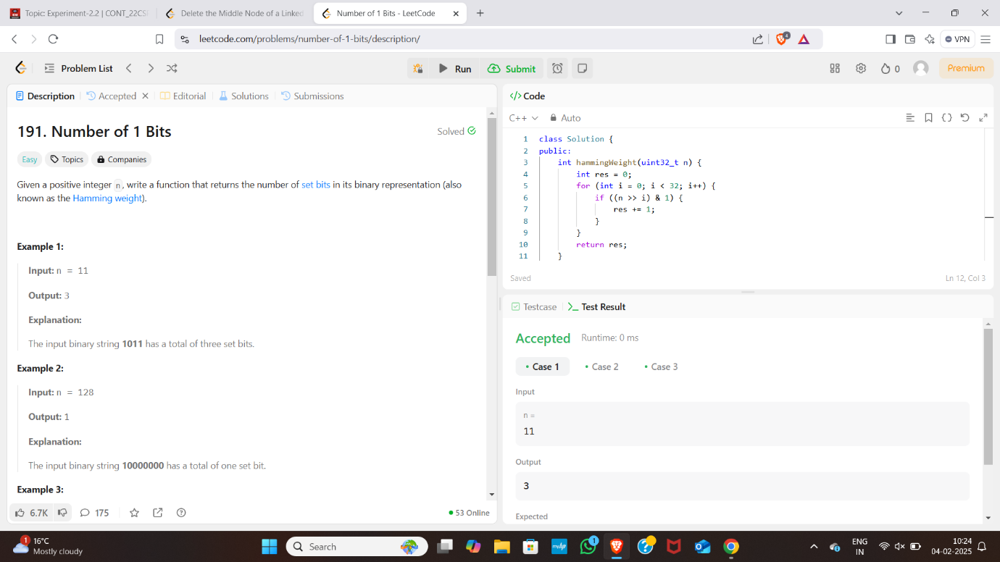 Topic: Experiment-2.2 | CONT_22CS
Delete the Middle Node of a Linked
Number of 1 Bits - LeetCode
leetcode.com/problems/number-of-1-bits/description/
4
VPN
Problem List
Run
Submit
0
Premium
Description
Accepted
Editorial
Solutions
Submissions
191. Number of 1 Bits
Solved
Easy
Topics
Companies
Given a positive integer n, write a function that returns the number of set bits in its binary representation (also
known as the Hamming weight).
Example 1:
Input: n = 11
Output: 3
Explanation:
The input binary string 1011 has a total of three set bits.
Example 2:
Input: n = 128
Output: 1
Explanation:
The input binary string 10000000 has a total of one set bit.
Example 3:
6.7K
175
53 Online
</> Code
C++
Auto
1 class Solution {
2 public:
3 int hammingWeight(uint32_t n) {
4 int res = 0;
5 for (int i = 0; i < 32; i++) {
6 if ((n >> i) & 1) {
7 res += 1;
8 }
9 }
10 return res;
11 }
Saved
Ln 12, Col 3
Testcase
Test Result
Accepted
Runtime: 0 ms
Case 1
Case 2
Case 3
Input
n =
11
Output
3
Expected
1
16°C
Mostly cloudy
Search
myhp
1
ENG
IN
10:24
04-02-2025